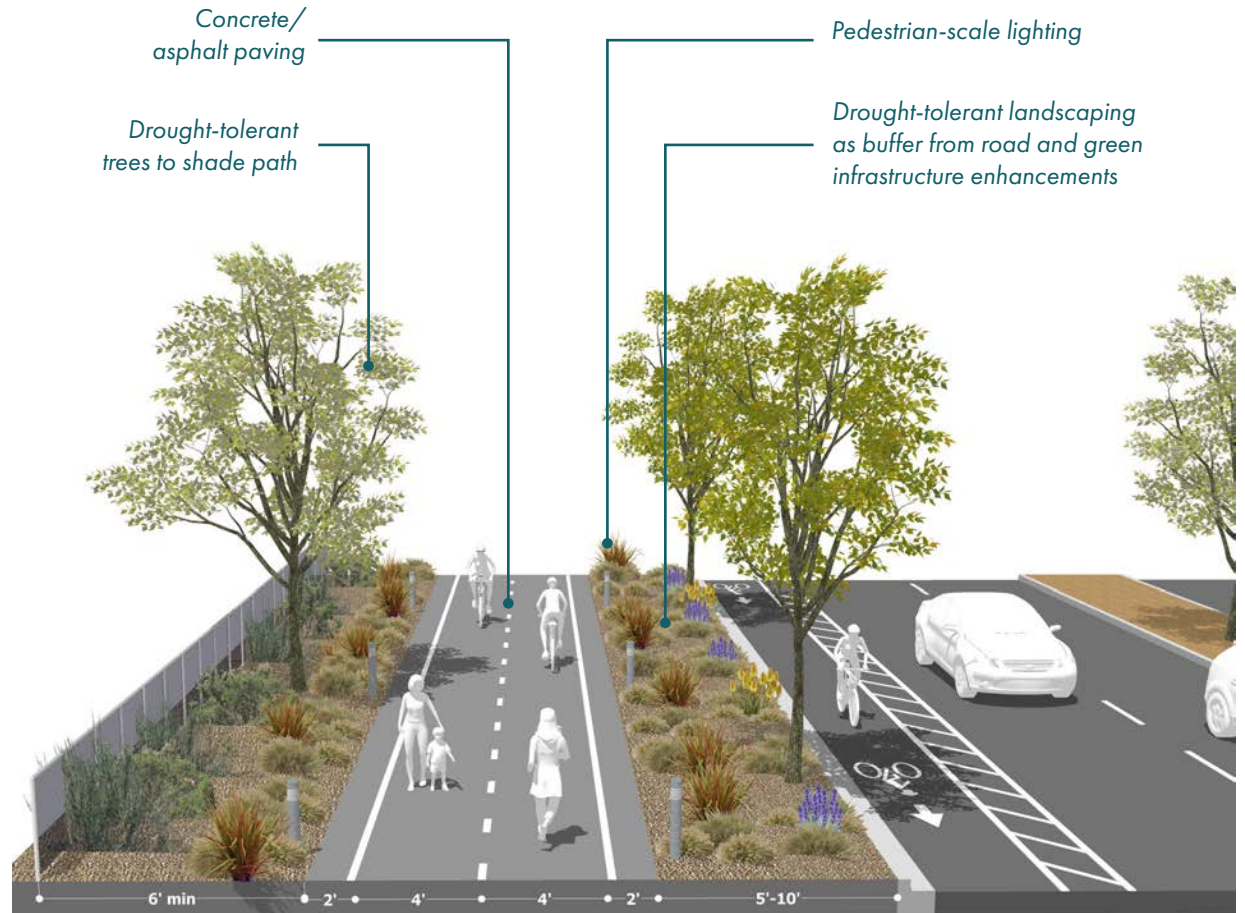 Concrete/
asphalt paving
Pedestrian-scale lighting
Drought-tolerant
trees to shade path
Drought-tolerant landscaping
as buffer from road and green
infrastructure enhancements
6' min 2' 4' 4' 2' 5'-10'